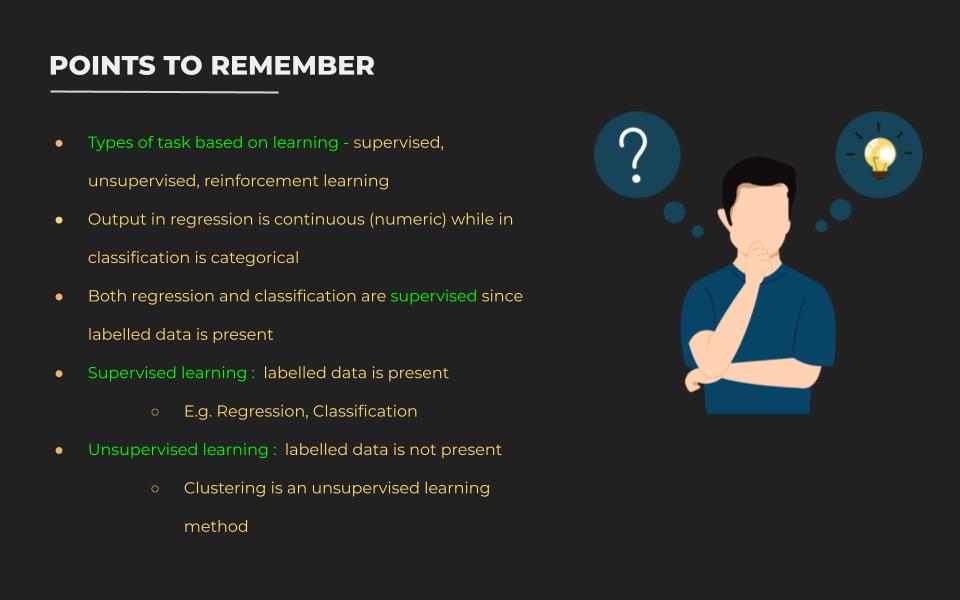 POINTS TO REMEMBER
● Types of task based on learning - supervised,
unsupervised, reinforcement learning
● Output in regression is continuous (numeric) while in
classification is categorical
● Both regression and classification are supervised since
labelled data is present
● Supervised learning :  labelled data is present
○ E.g. Regression, Classification
● Unsupervised learning :  labelled data is not present
○ Clustering is an unsupervised learning
method
?